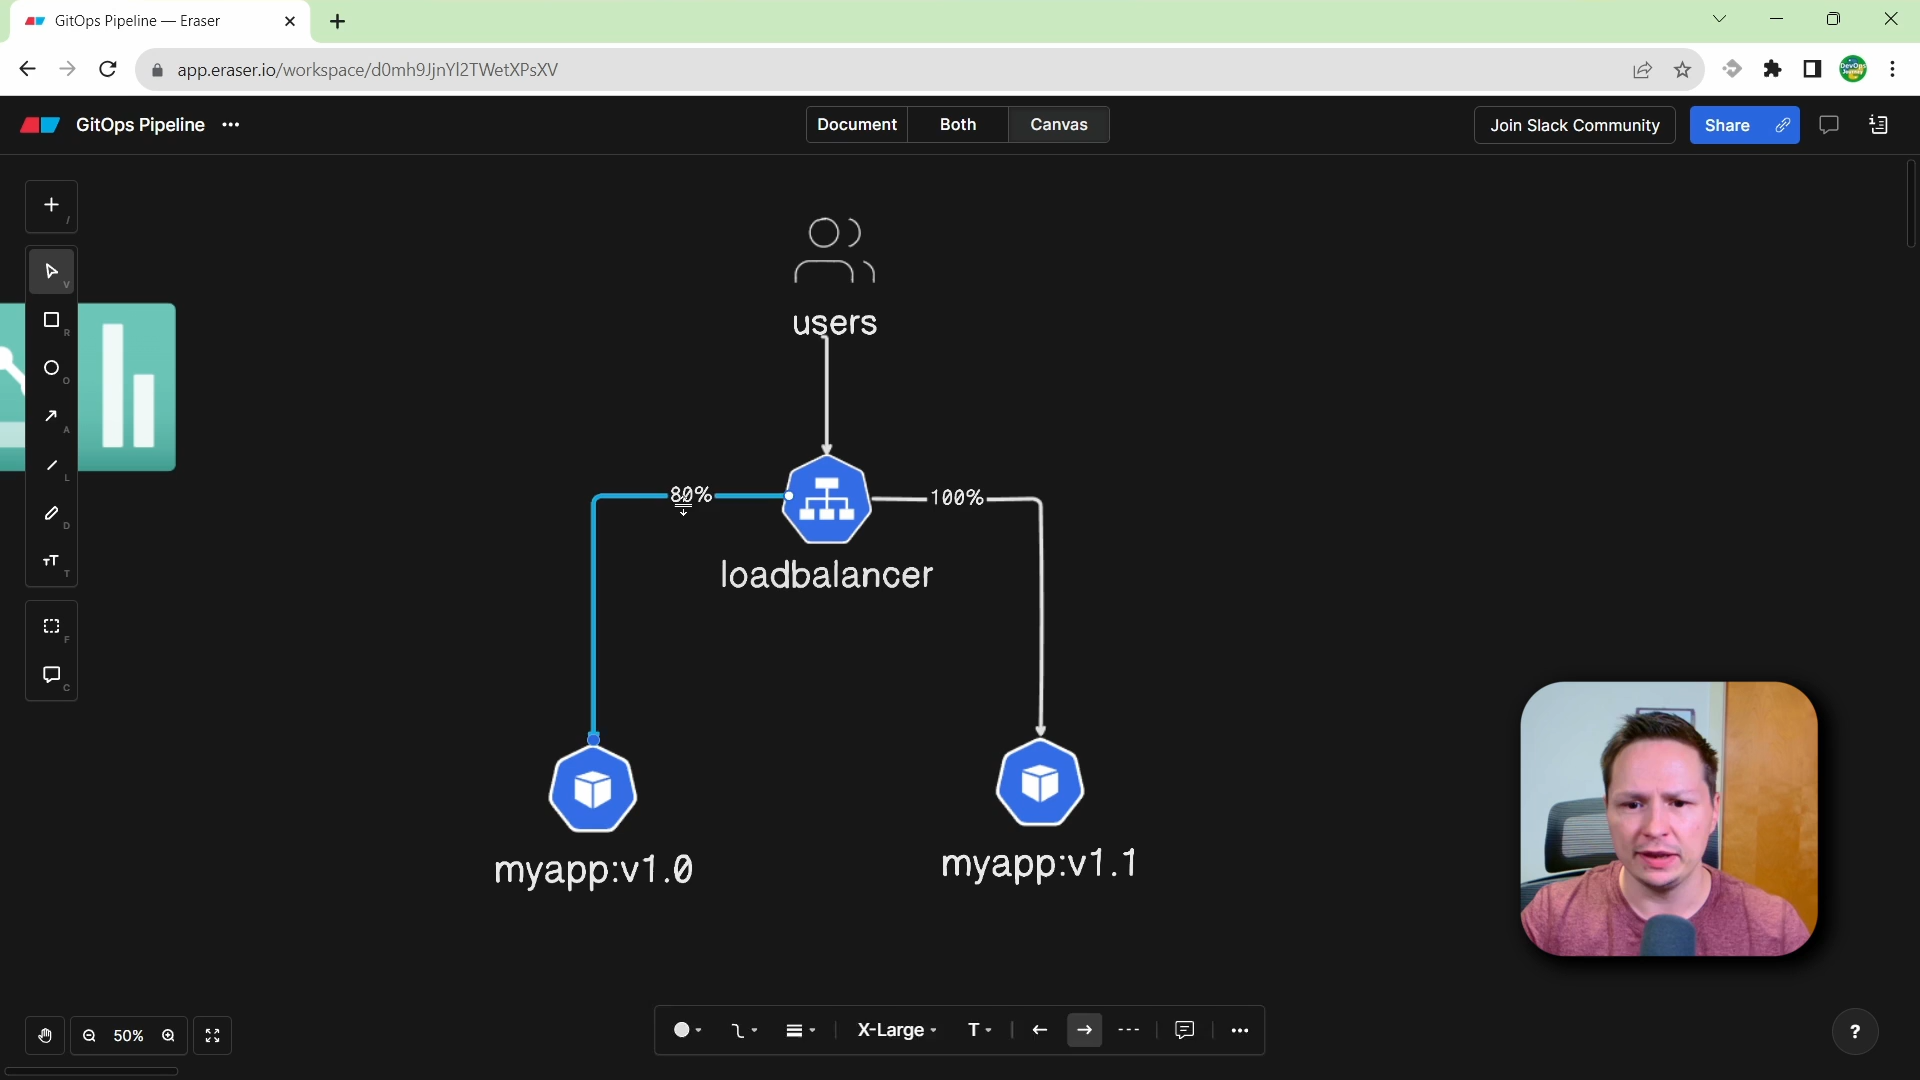 GitOps Pipeline — Eraser
app.eraser.io/workspace/d0mh9JjnYl2TWetXPsXV
GitOps Pipeline
Document
Both
Canvas
Join Slack Community
Share
/
V
R
O
A
L
D
TT
T
F
C
users
80%
100%
loadbalancer
myapp:v1.0
myapp:v1.1
50%
X-Large
T
?